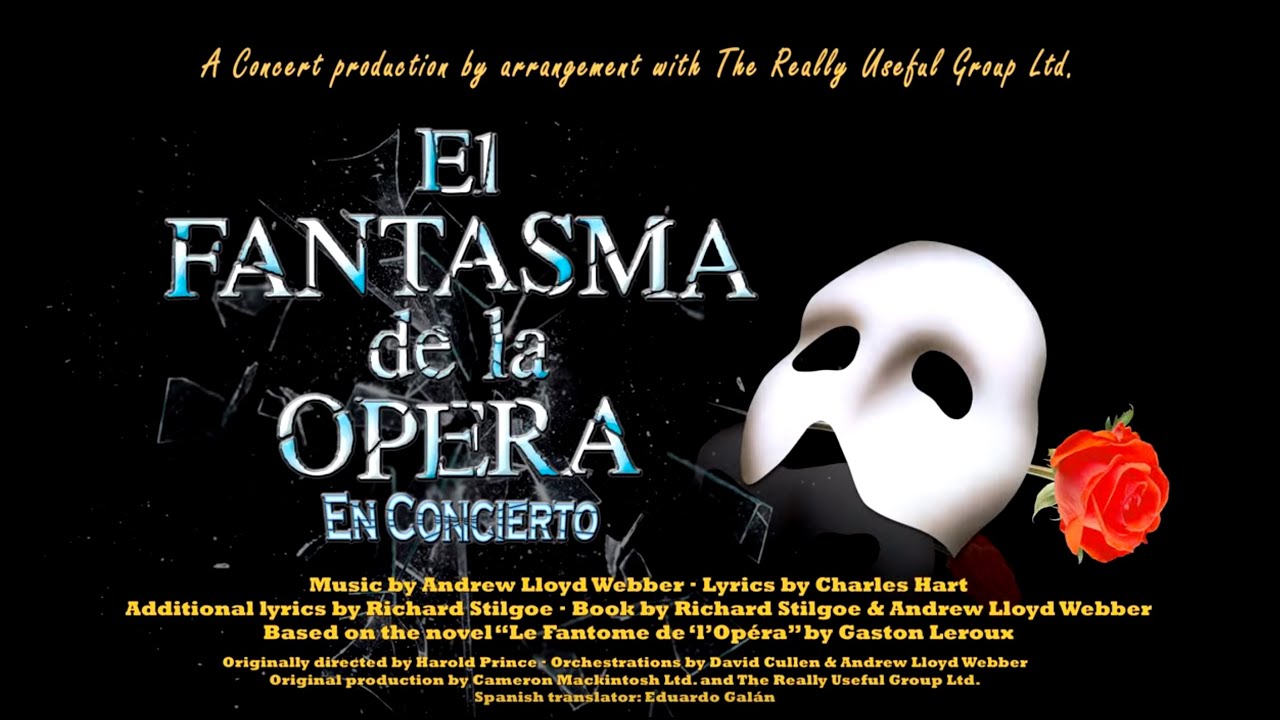 A Concert production by arrangement with The Really Useful Group Ltd.
El
FANTASMA
de la
OPERA
EN CONCIERTO
Music by Andrew Lloyd Webber - Lyrics by Charles Hart
Additional lyrics by Richard Stilgoe - Book by Richard Stilgoe & Andrew Lloyd Webber
Based on the novel “Le Fantome de ‘l’Opéra” by Gaston Leroux
Originally directed by Harold Prince - Orchestrations by David Cullen & Andrew Lloyd Webber
Original production by Cameron Mackintosh Ltd. and The Really Useful Group Ltd.
Spanish translator: Eduardo Galán